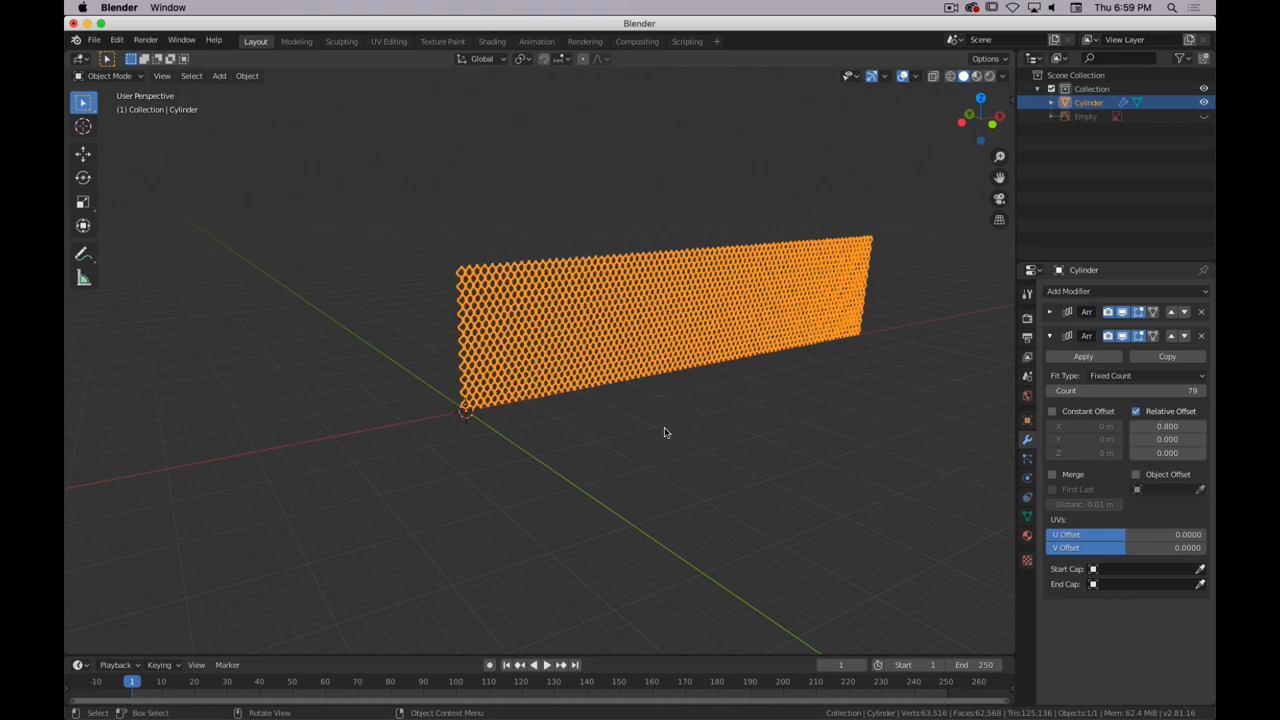 Blender Window Thu 6:59 PM
Blender
File Edit Render Window Help Layout Modeling Sculpting UV Editing Texture Paint Shading Animation Rendering Compositing Scripting + Scene View Layer
Global Options
Object Mode View Select Add Object
User Perspective
(1) Collection | Cylinder
Z
X
Y
Scene Collection
Collection
Cylinder
Empty
Cylinder
Add Modifier
Arr
Arr
Apply Copy
Fit Type: Fixed Count
Count 79
Constant Offset Relative Offset
X 0 m 0.800
Y 0 m 0.000
Z 0 m 0.000
Merge Object Offset
First Last
Distanc 0.01 m
UVs:
U Offset 0.0000
V Offset 0.0000
Start Cap:
End Cap:
Playback Keying View Marker 1 Start 1 End 250
-10 1 10 20 30 40 50 60 70 80 90 100 110 120 130 140 150 160 170 180 190 200 210 220 230 240 250 260
Select Box Select Rotate View Object Context Menu Collection | Cylinder | Verts:63,516 | Faces:62,568 | Tris:125,136 | Objects:1/1 | Mem: 62.4 MiB | v2.81.16